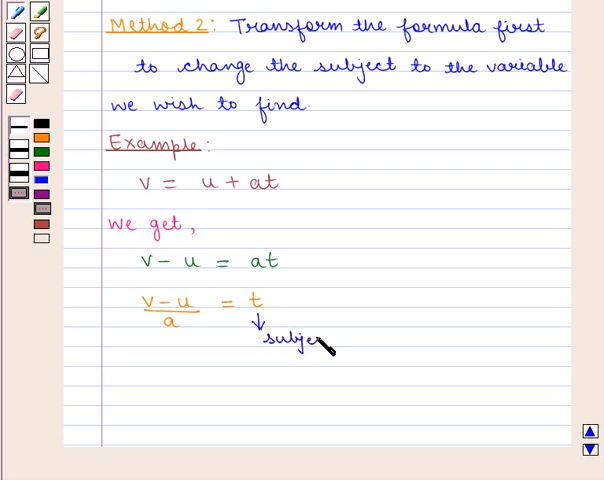 Method 2: Transform the formula first
to change the subject to the variable
we wish to find.
Example:
v = u + at
we get,
v - u = at
v - u = t
a
subje